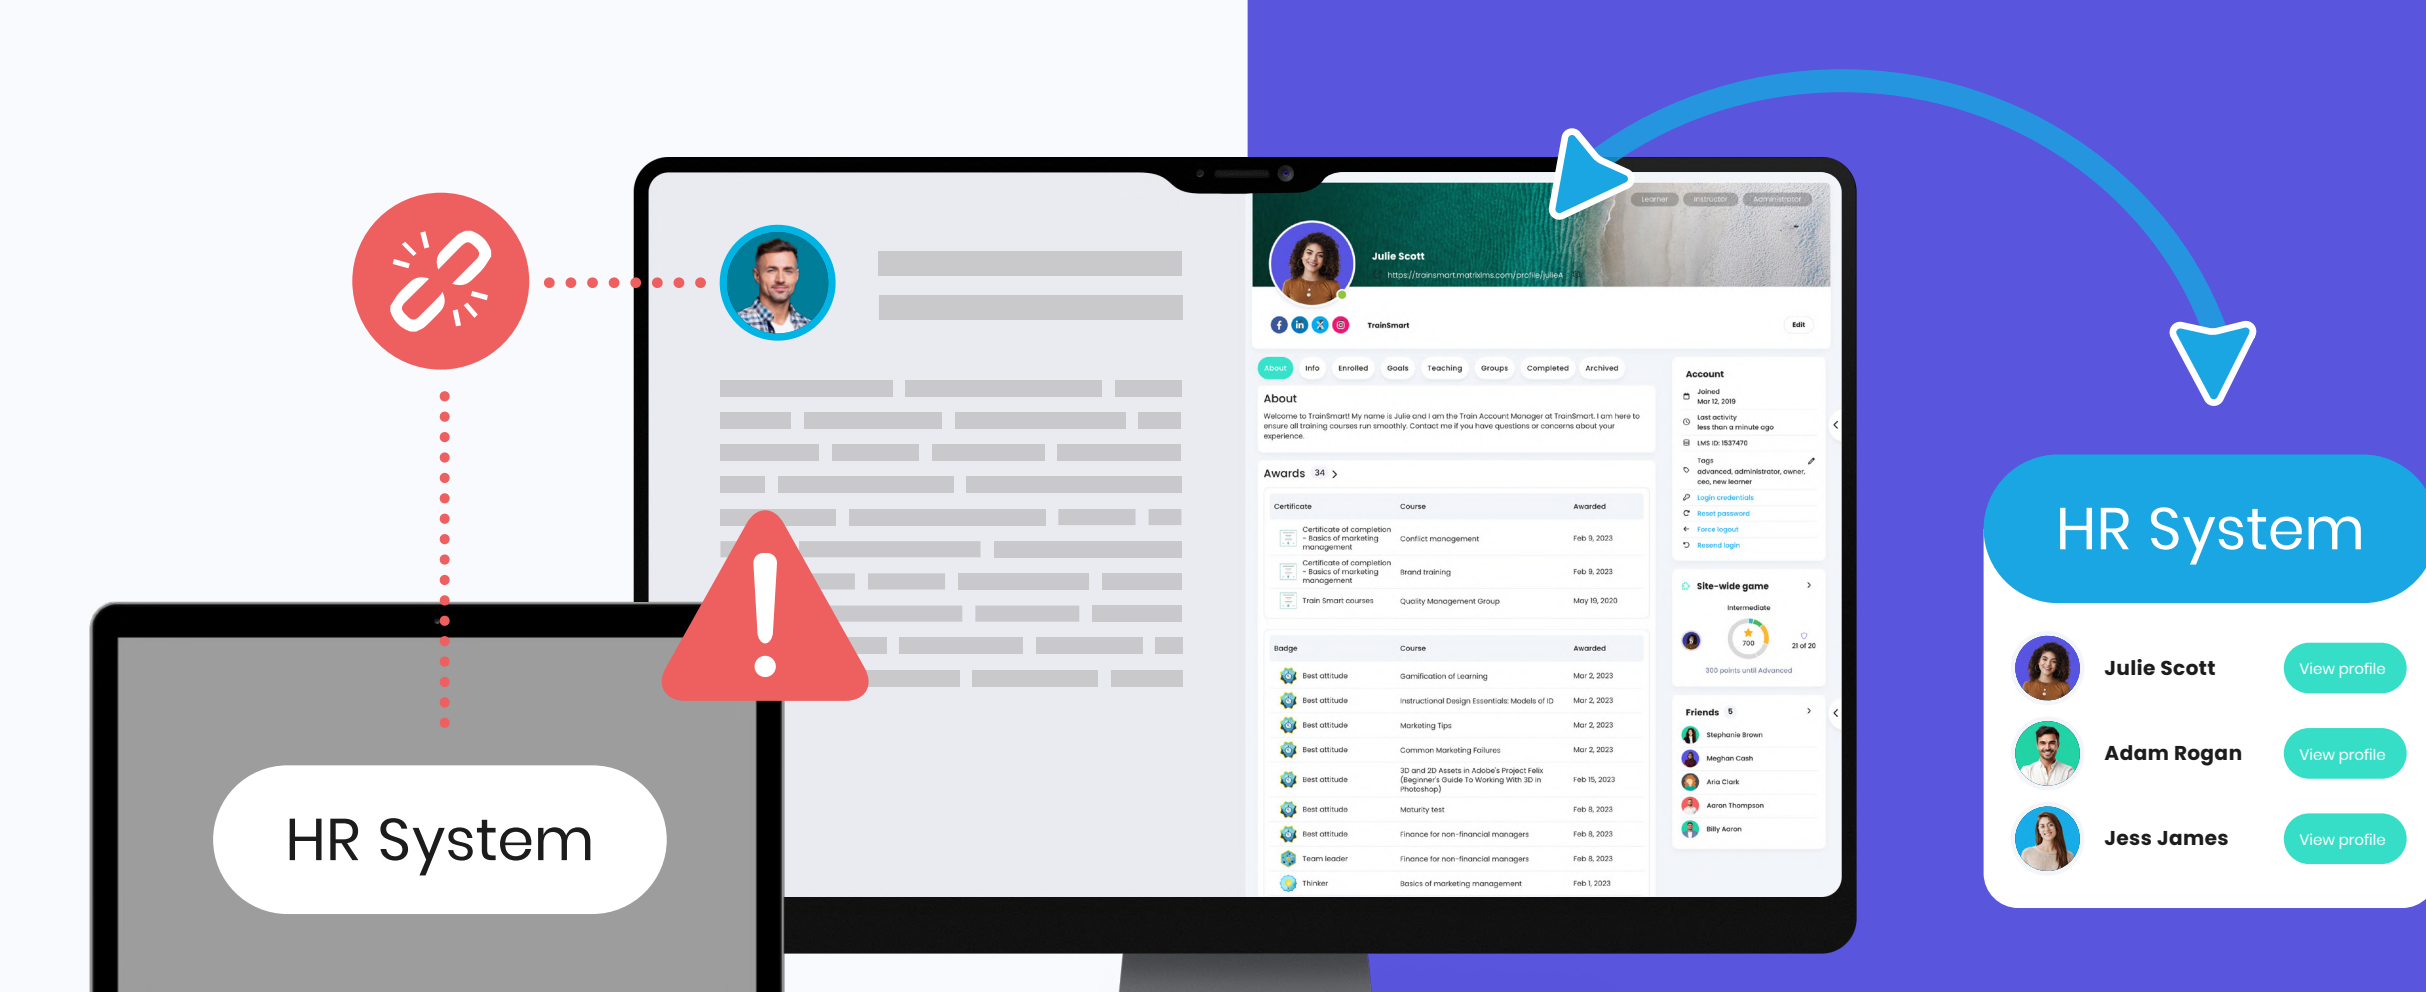 HR System
Learner
Instructor
Administrator
Julie Scott
https://trainsmart.matrixlms.com/profile/julieA
TrainSmart
Edit
About
Info
Enrolled
Goals
Teaching
Groups
Completed
Archived
About
Welcome to TrainSmart! My name is Julie and I am the Train Account Manager at TrainSmart. I am here to
ensure all training courses run smoothly. Contact me if you have questions or concerns about your
experience.
Awards 34
Certificate Course Awarded
Certificate of completion
- Basics of marketing
management
Conflict management
Feb 9, 2023
Certificate of completion
- Basics of marketing
management
Brand training
Feb 9, 2023
Train Smart courses Quality Management Group May 19, 2020
Badge Course Awarded
Best attitude Gamification of Learning Mar 2, 2023
Best attitude Instructional Design Essentials: Models of ID Mar 2, 2023
Best attitude Marketing Tips Mar 2, 2023
Best attitude Common Marketing Failures Mar 2, 2023
Best attitude
3D and 2D Assets in Adobe's Project Felix
(Beginner's Guide To Working With 3D in
Photoshop)
Feb 15, 2023
Best attitude Maturity test Feb 8, 2023
Best attitude Finance for non-financial managers Feb 8, 2023
Team leader Finance for non-financial managers Feb 8, 2023
Thinker Basics of marketing management Feb 1, 2023
Account
Joined
Mar 12, 2019
Last activity
less than a minute ago
LMS ID: 1537470
Tags
advanced, administrator, owner,
ceo, new learner
Login credentials
Reset password
Force logout
Resend login
Site-wide game
Intermediate
700
21 of 20
300 points until Advanced
Friends 5
Stephanie Brown
Meghan Cash
Aria Clark
Aaron Thompson
Billy Aaron
HR System
Julie Scott View profile
Adam Rogan View profile
Jess James View profile